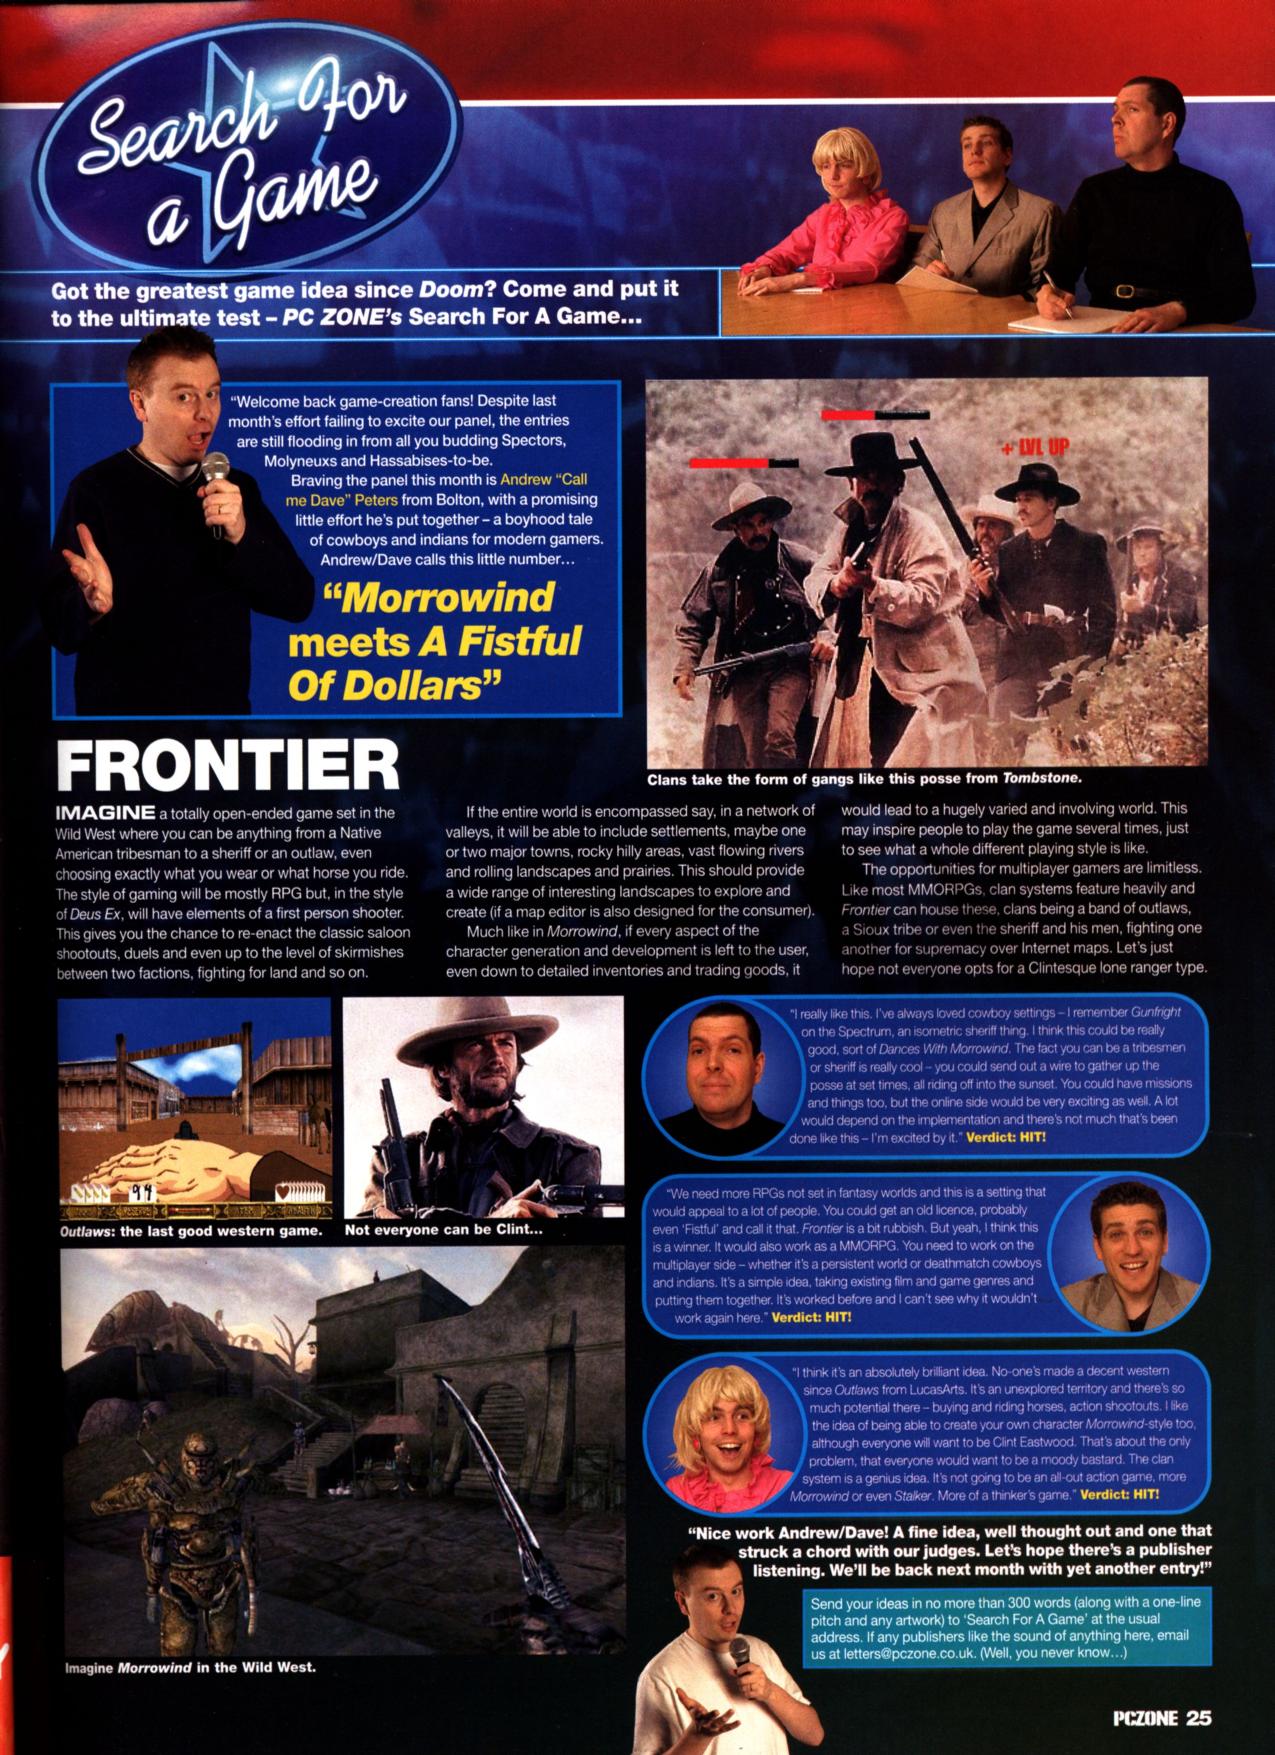 Search For
a Game
Got the greatest game idea since Doom? Come and put it
to the ultimate test – PC ZONE's Search For A Game...
"Welcome back game-creation fans! Despite last
month's effort failing to excite our panel, the entries
are still flooding in from all you budding Spectors,
Molyneuxs and Hassabises-to-be.
Braving the panel this month is Andrew "Call
me Dave" Peters from Bolton, with a promising
little effort he's put together – a boyhood tale
of cowboys and indians for modern gamers.
Andrew/Dave calls this little number...
"Morrowind
meets A Fistful
Of Dollars"
+ LVL UP
Clans take the form of gangs like this posse from Tombstone.
FRONTIER
IMAGINE a totally open-ended game set in the
Wild West where you can be anything from a Native
American tribesman to a sheriff or an outlaw, even
choosing exactly what you wear or what horse you ride.
The style of gaming will be mostly RPG but, in the style
of Deus Ex, will have elements of a first person shooter.
This gives you the chance to re-enact the classic saloon
shootouts, duels and even up to the level of skirmishes
between two factions, fighting for land and so on.
If the entire world is encompassed say, in a network of
valleys, it will be able to include settlements, maybe one
or two major towns, rocky hilly areas, vast flowing rivers
and rolling landscapes and prairies. This should provide
a wide range of interesting landscapes to explore and
create (if a map editor is also designed for the consumer).
Much like in Morrowind, if every aspect of the
character generation and development is left to the user,
even down to detailed inventories and trading goods, it
would lead to a hugely varied and involving world. This
may inspire people to play the game several times, just
to see what a whole different playing style is like.
The opportunities for multiplayer gamers are limitless.
Like most MMORPGs, clan systems feature heavily and
Frontier can house these, clans being a band of outlaws,
a Sioux tribe or even the sheriff and his men, fighting one
another for supremacy over Internet maps. Let's just
hope not everyone opts for a Clintesque lone ranger type.
94
Outlaws: the last good western game.
Not everyone can be Clint...
Imagine Morrowind in the Wild West.
"I really like this. I've always loved cowboy settings – I remember Gunfright
on the Spectrum, an isometric sheriff thing. I think this could be really
good, sort of Dances With Morrowind. The fact you can be a tribesmen
or sheriff is really cool – you could send out a wire to gather up the
posse at set times, all riding off into the sunset. You could have missions
and things too, but the online side would be very exciting as well. A lot
would depend on the implementation and there's not much that's been
done like this – I'm excited by it." Verdict: HIT!
"We need more RPGs not set in fantasy worlds and this is a setting that
would appeal to a lot of people. You could get an old licence, probably
even 'Fistful' and call it that. Frontier is a bit rubbish. But yeah, I think this
is a winner. It would also work as a MMORPG. You need to work on the
multiplayer side – whether it's a persistent world or deathmatch cowboys
and indians. It's a simple idea, taking existing film and game genres and
putting them together. It's worked before and I can't see why it wouldn't
work again here." Verdict: HIT!
"I think it's an absolutely brilliant idea. No-one's made a decent western
since Outlaws from LucasArts. It's an unexplored territory and there's so
much potential there – buying and riding horses, action shootouts. I like
the idea of being able to create your own character Morrowind-style too,
although everyone will want to be Clint Eastwood. That's about the only
problem, that everyone would want to be a moody bastard. The clan
system is a genius idea. It's not going to be an all-out action game, more
Morrowind or even Stalker. More of a thinker's game." Verdict: HIT!
"Nice work Andrew/Dave! A fine idea, well thought out and one that
struck a chord with our judges. Let's hope there's a publisher
listening. We'll be back next month with yet another entry!"
Send your ideas in no more than 300 words (along with a one-line
pitch and any artwork) to 'Search For A Game' at the usual
address. If any publishers like the sound of anything here, email
us at letters@pczone.co.uk. (Well, you never know...)
PCZONE 25